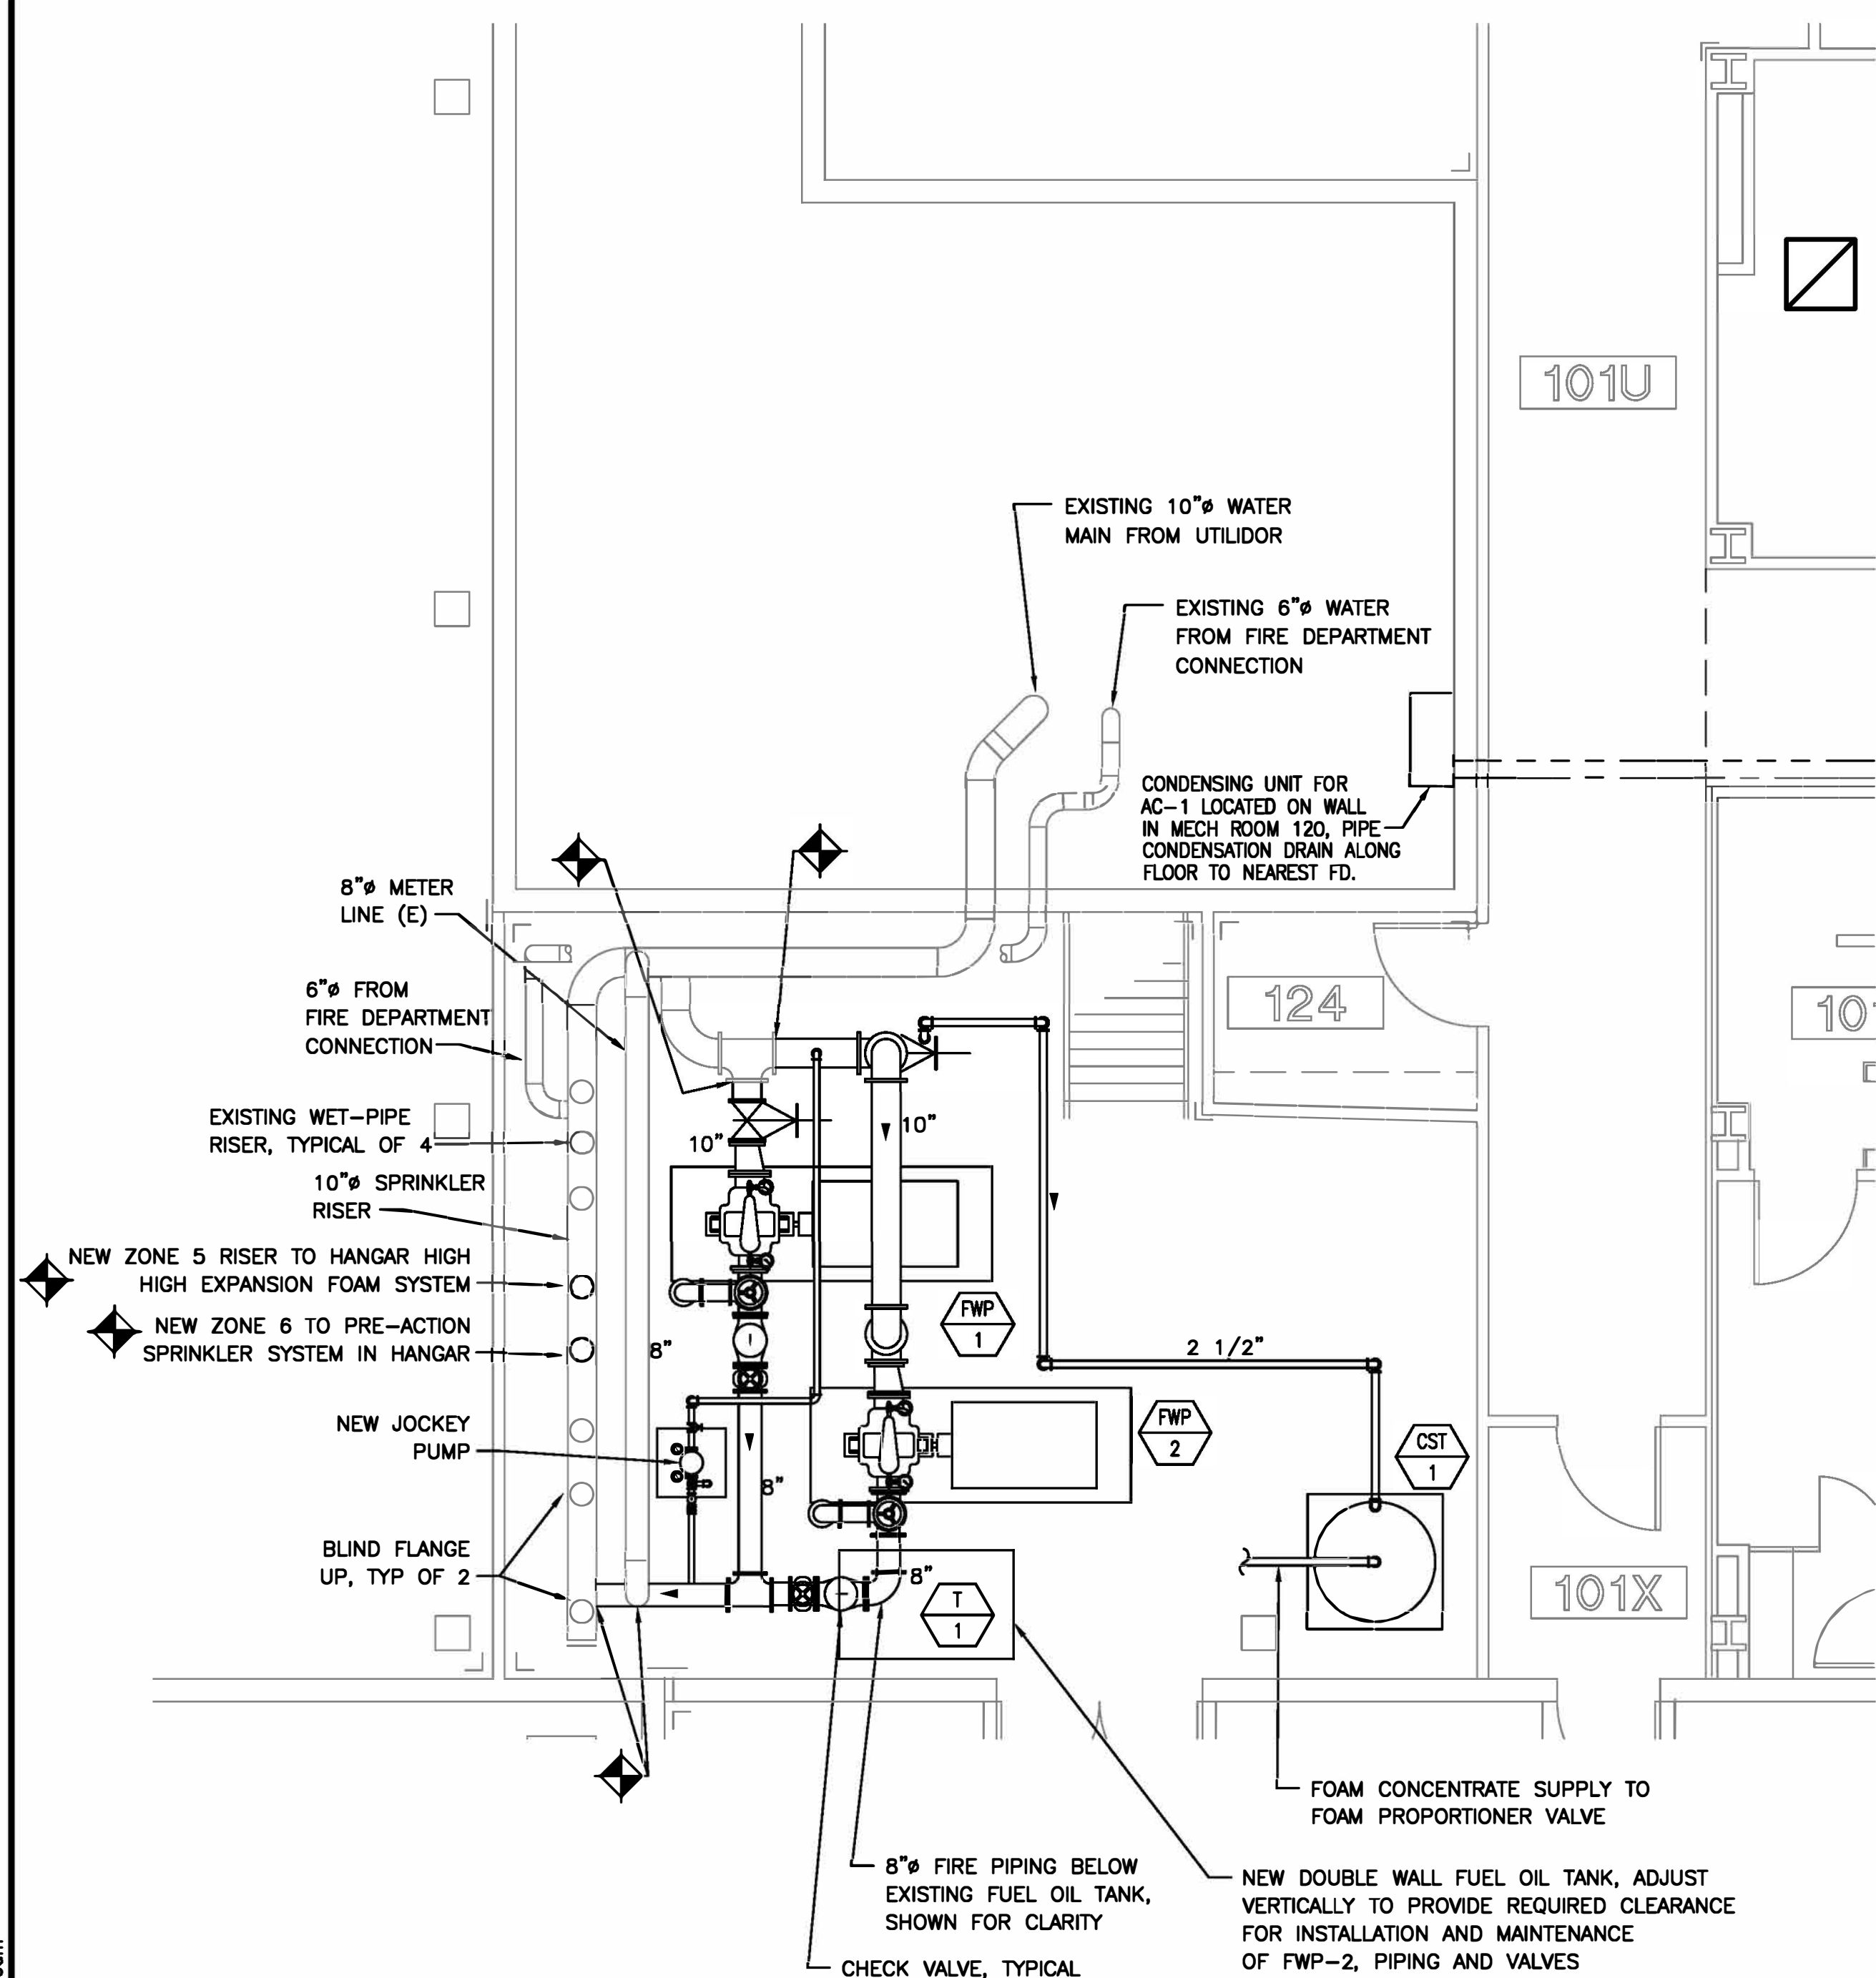 101U
EXISTING 10"ø WATER
MAIN FROM UTILIDOR
EXISTING 6"ø WATER
FROM FIRE DEPARTMENT
CONNECTION
CONDENSING UNIT FOR
AC-1 LOCATED ON WALL
IN MECH ROOM 120, PIPE
CONDENSATION DRAIN ALONG
FLOOR TO NEAREST FD.
8"ø METER
LINE (E)
6"ø FROM
FIRE DEPARTMENT
CONNECTION
124
10
EXISTING WET-PIPE
RISER, TYPICAL OF 4
10"
10"
10"ø SPRINKLER
RISER
NEW ZONE 5 RISER TO HANGAR HIGH
HIGH EXPANSION FOAM SYSTEM
NEW ZONE 6 TO PRE-ACTION
SPRINKLER SYSTEM IN HANGAR
8"
FWP
1
2 1/2"
NEW JOCKEY
PUMP
FWP
2
CST
1
8"
BLIND FLANGE
UP, TYP OF 2
8"
T
1
101X
FOAM CONCENTRATE SUPPLY TO
FOAM PROPORTIONER VALVE
8"ø FIRE PIPING BELOW
EXISTING FUEL OIL TANK,
SHOWN FOR CLARITY
NEW DOUBLE WALL FUEL OIL TANK, ADJUST
VERTICALLY TO PROVIDE REQUIRED CLEARANCE
FOR INSTALLATION AND MAINTENANCE
OF FWP-2, PIPING AND VALVES
CHECK VALVE, TYPICAL